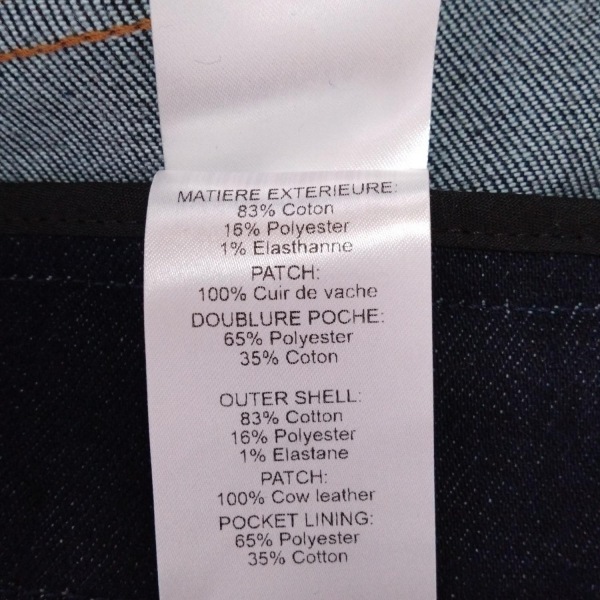 MATIERE EXTERIEURE:
83% Coton
16% Polyester
1% Elasthanne
PATCH:
100% Cuir de vache
DOUBLURE POCHE:
65% Polyester
35% Coton
OUTER SHELL:
83% Cotton
16% Polyester
1% Elastane
PATCH:
100% Cow leather
POCKET LINING:
65% Polyester
35% Cotton